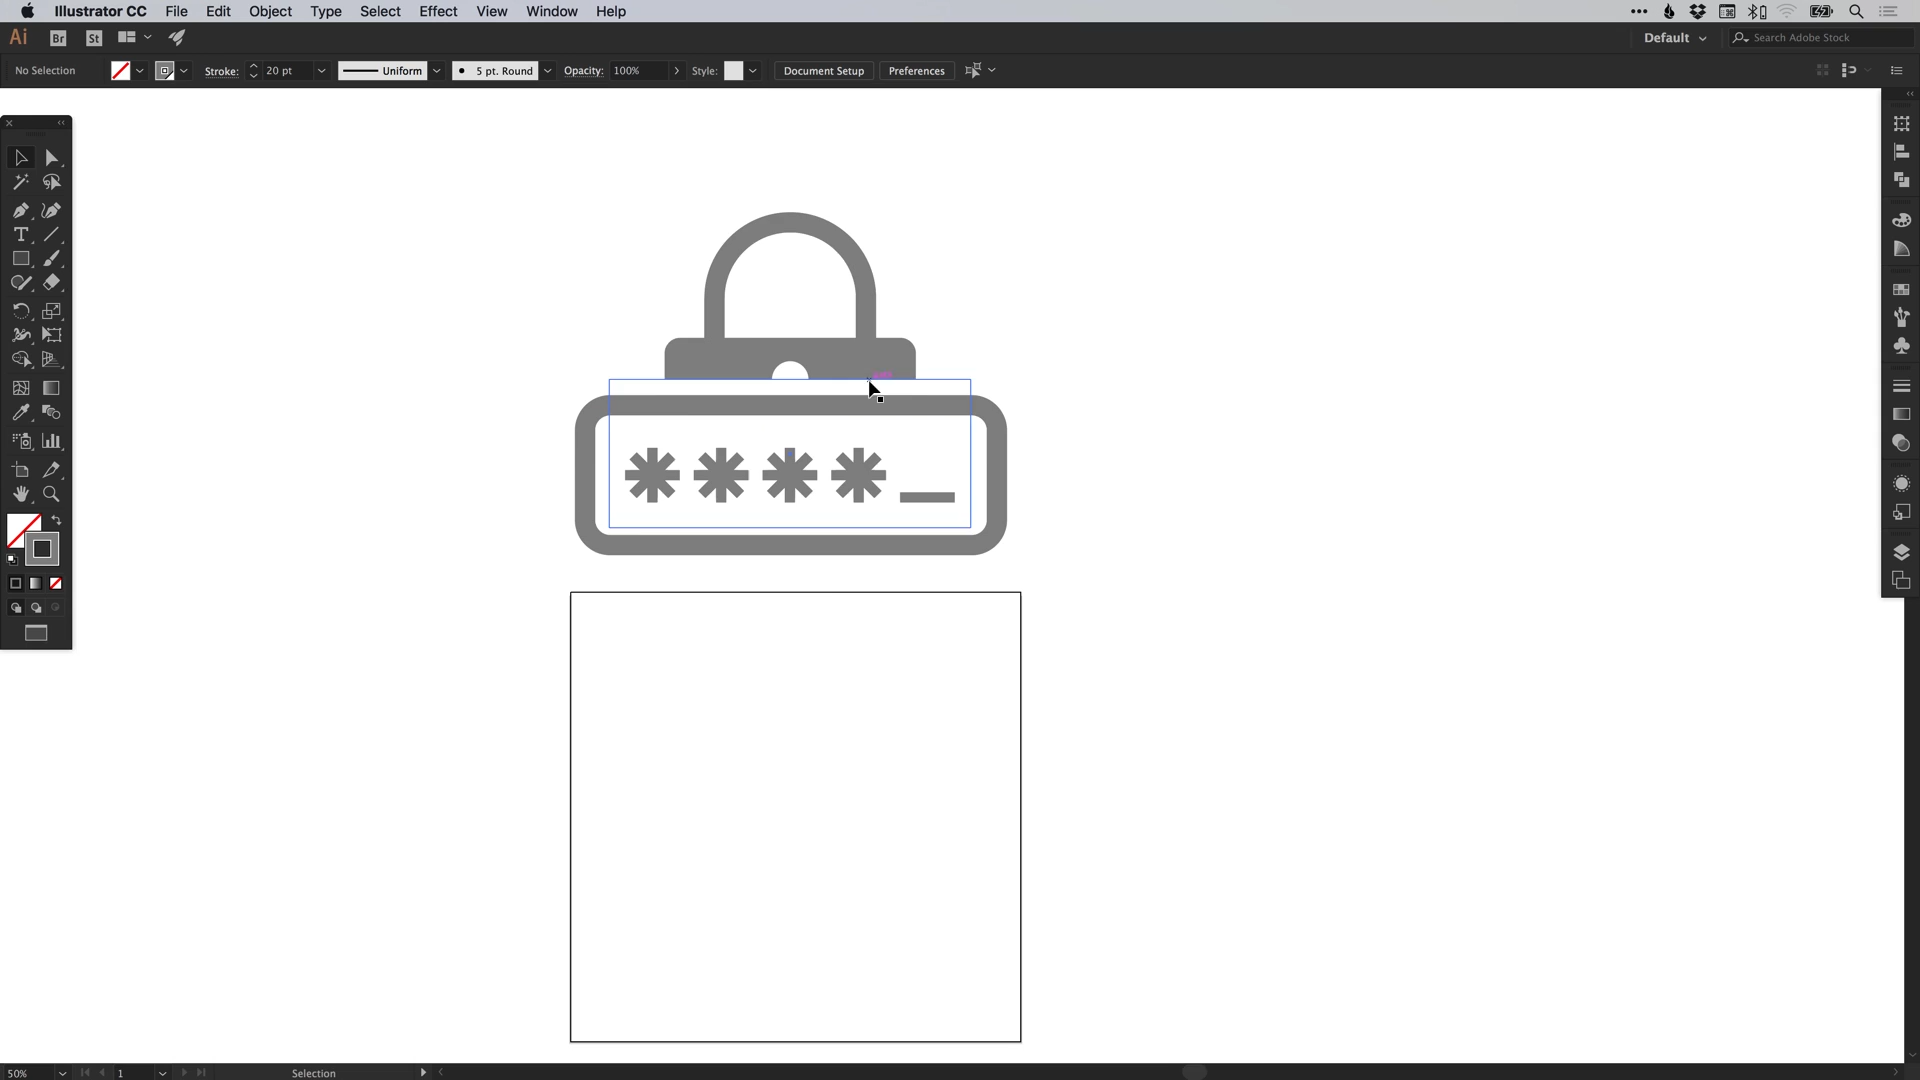 Illustrator CC File Edit Object Type Select Effect View Window Help
Ai Br St Default Search Adobe Stock
No Selection Stroke: 20 pt Uniform 5 pt. Round Opacity: 100% Style: Document Setup Preferences
T
50% 1 Selection